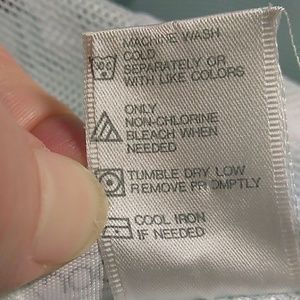 MACHINE WASH
COLD
SEPARATELY OR
WITH LIKE COLORS
ONLY
NON-CHLORINE
BLEACH WHEN
NEEDED
TUMBLE DRY LOW
REMOVE PROMPTLY
COOL IRON
IF NEEDED